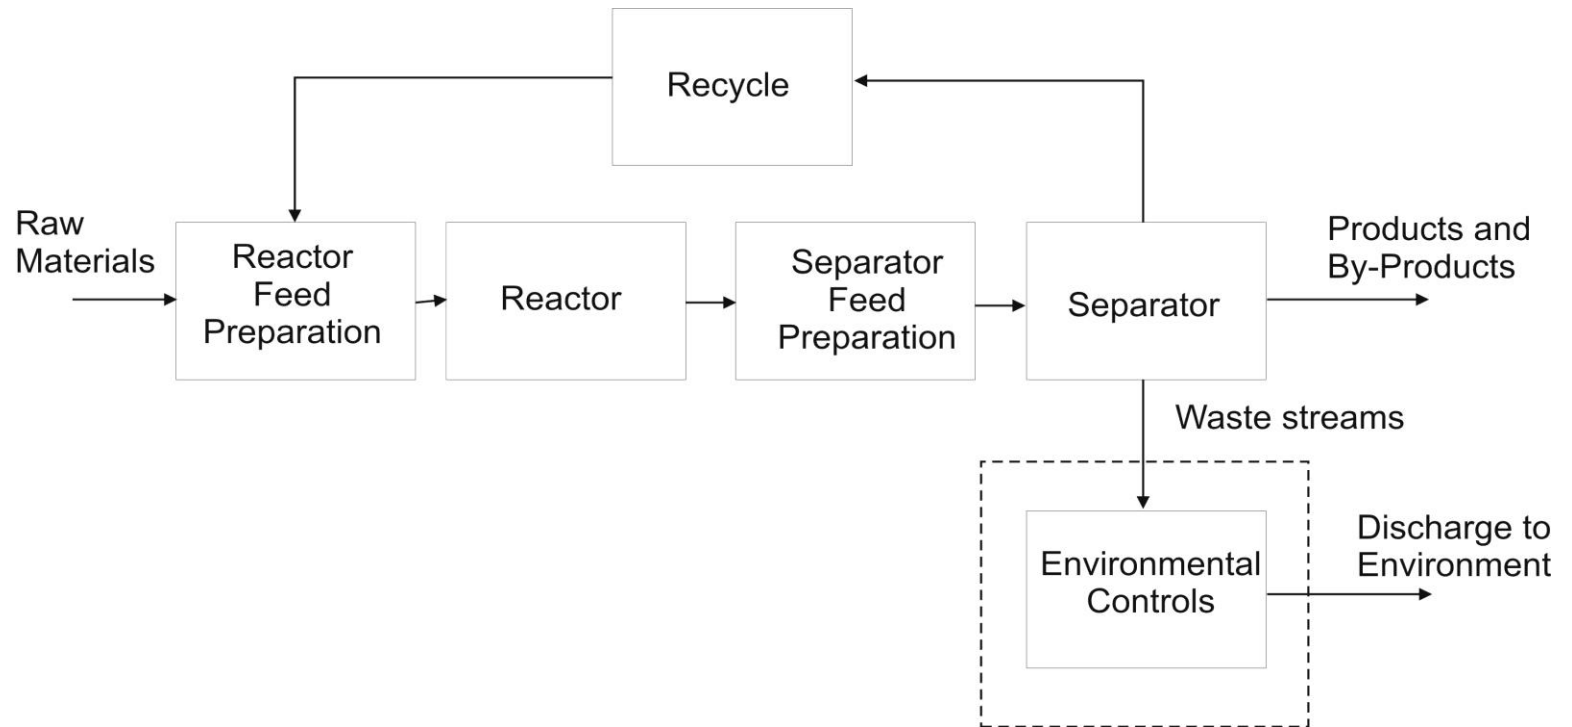 Recycle
Raw
Materials
Reactor
Feed
Preparation
Reactor
Separator
Feed
Preparation
Separator
Products and
By-Products
Waste streams
Environmental
Controls
Discharge to
Environment